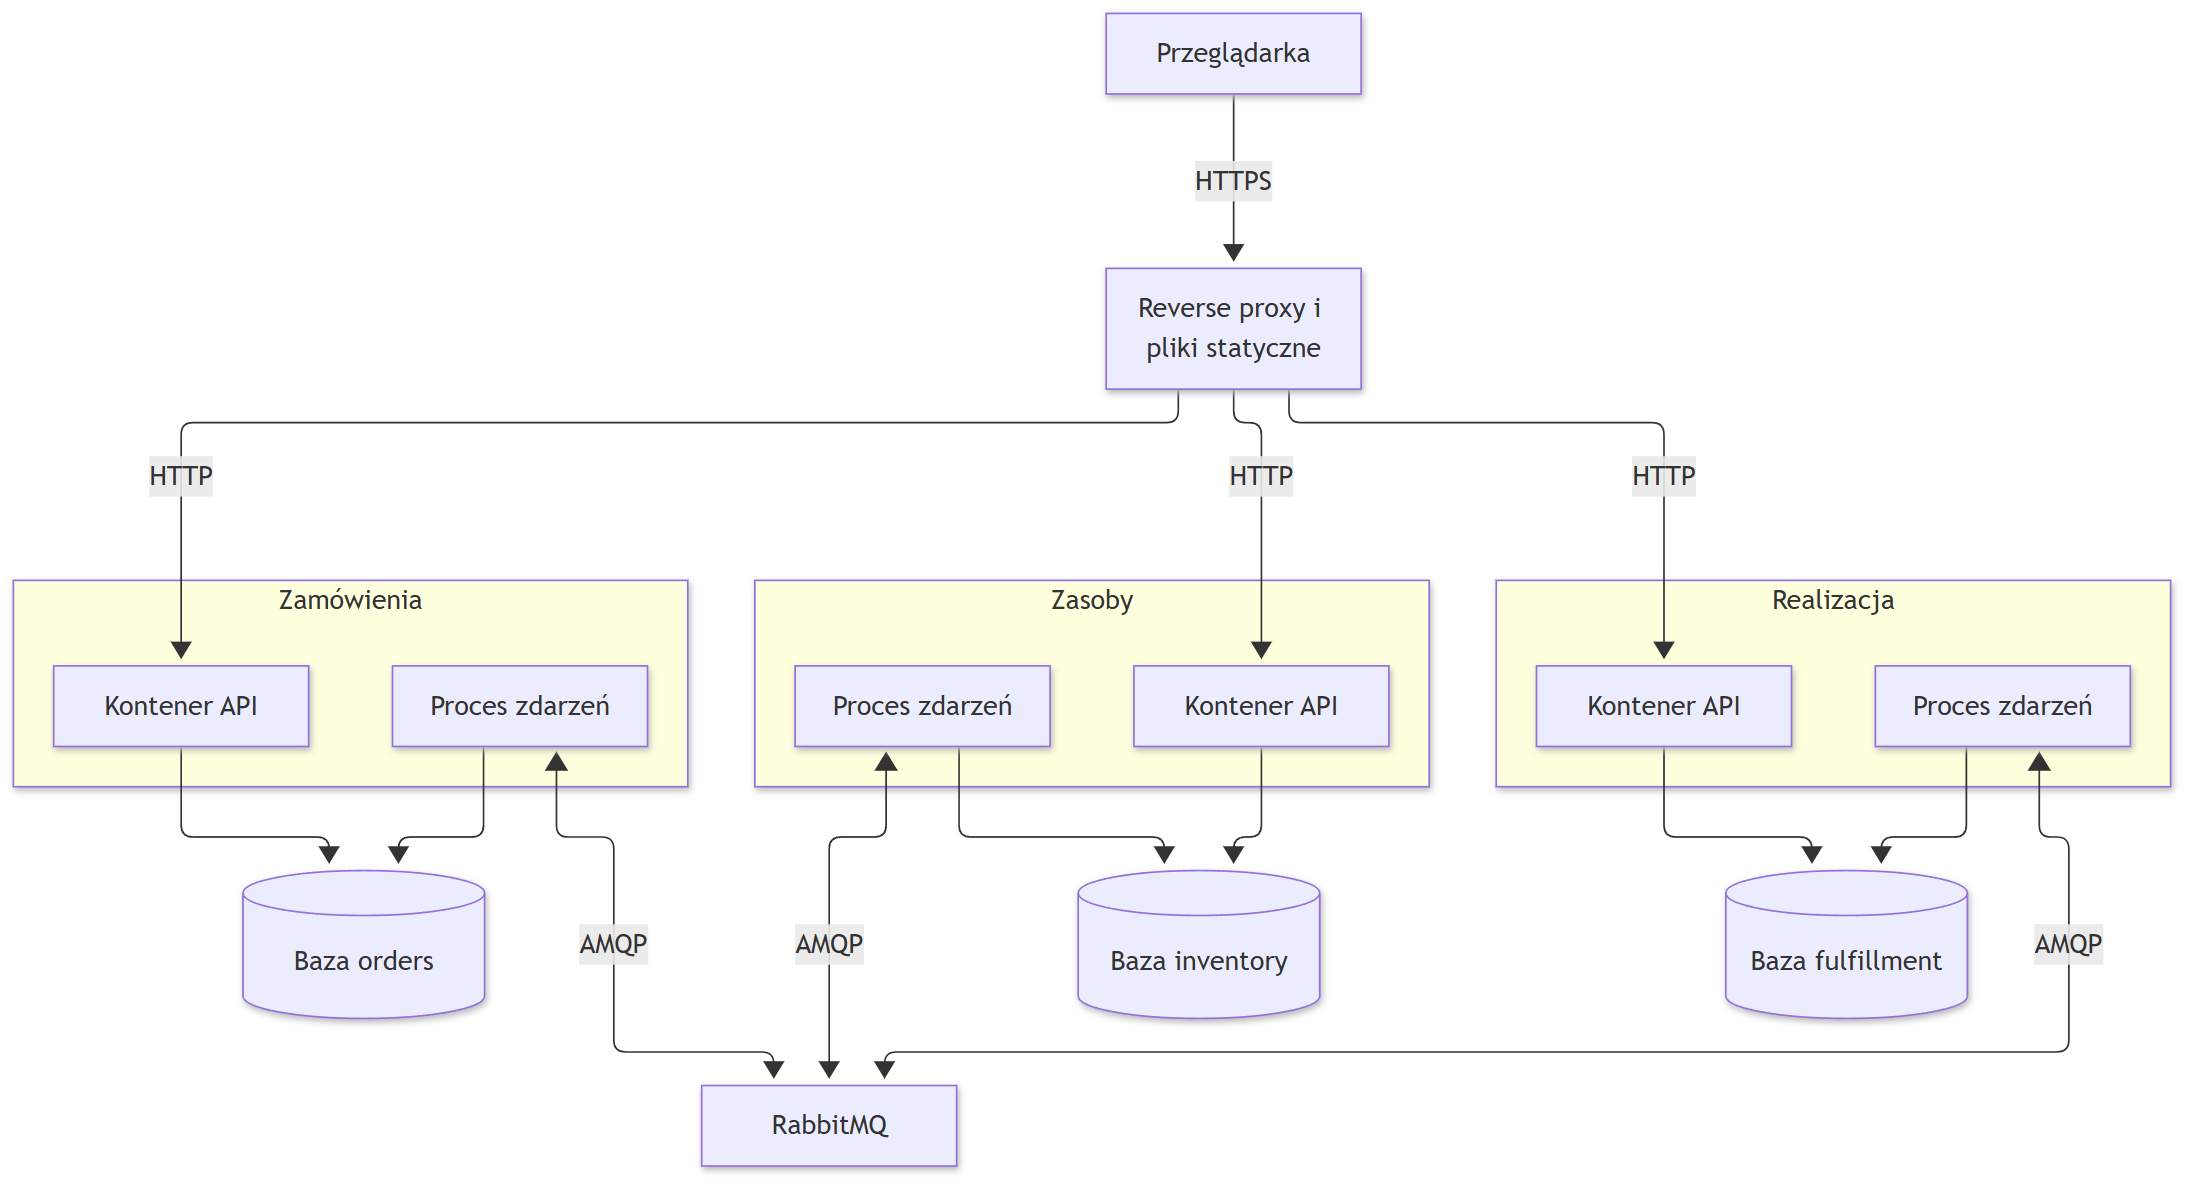 Przeglądarka
HTTPS
Reverse proxy i
pliki statyczne
HTTP
HTTP
HTTP
Zamówienia
Zasoby
Realizacja
Kontener API
Proces zdarzeń
Proces zdarzeń
Kontener API
Kontener API
Proces zdarzeń
AMQP
AMQP
AMQP
Baza orders
Baza inventory
Baza fulfillment
RabbitMQ